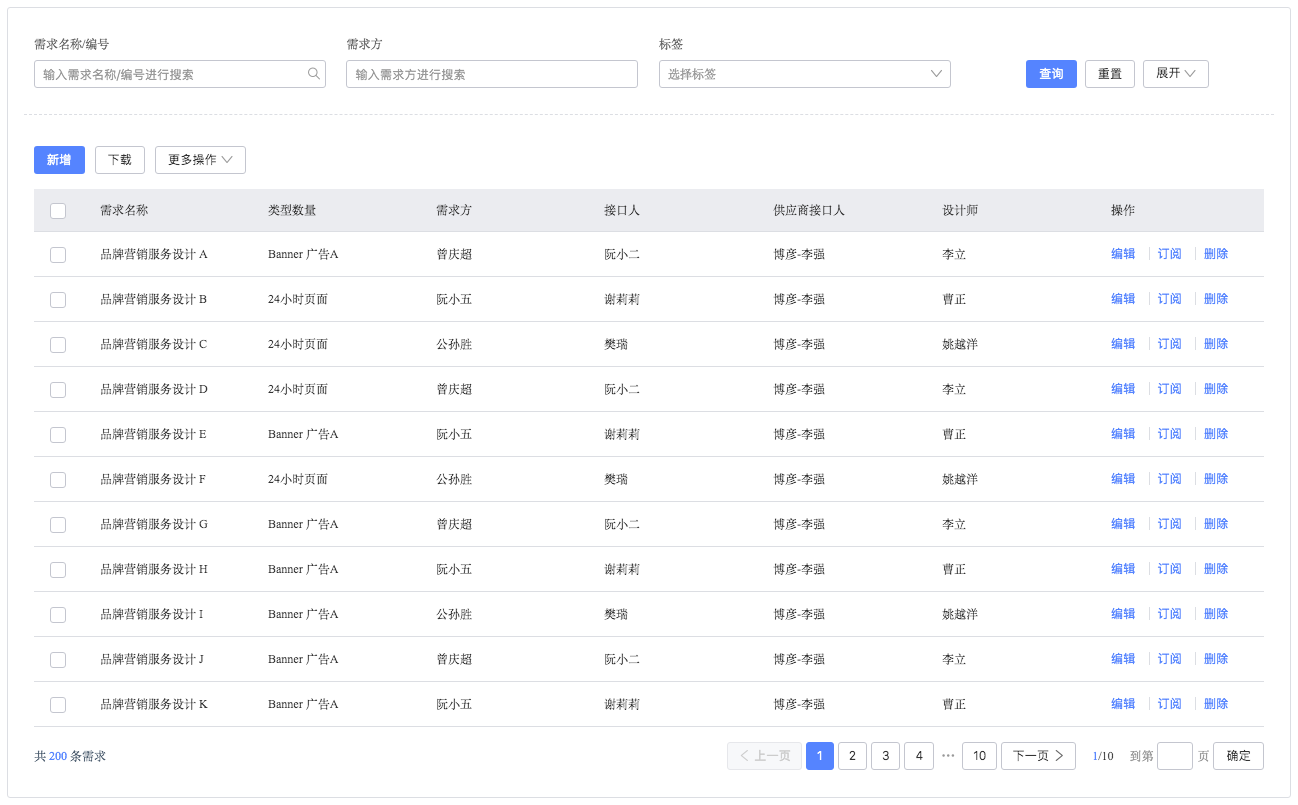 需求名称/编号 需求方 标签
输入需求名称/编号进行搜索 输入需求方进行搜索 选择标签 查询 重置 展开
新增 下载 更多操作
需求名称 类型数量 需求方 接口人 供应商接口人 设计师 操作
品牌营销服务设计 A Banner 广告A 曾庆超 阮小二 博彦-李强 李立 编辑 订阅 删除
品牌营销服务设计 B 24小时页面 阮小五 谢莉莉 博彦-李强 曹正 编辑 订阅 删除
品牌营销服务设计 C 24小时页面 公孙胜 樊瑞 博彦-李强 姚越洋 编辑 订阅 删除
品牌营销服务设计 D 24小时页面 曾庆超 阮小二 博彦-李强 李立 编辑 订阅 删除
品牌营销服务设计 E Banner 广告A 阮小五 谢莉莉 博彦-李强 曹正 编辑 订阅 删除
品牌营销服务设计 F 24小时页面 公孙胜 樊瑞 博彦-李强 姚越洋 编辑 订阅 删除
品牌营销服务设计 G Banner 广告A 曾庆超 阮小二 博彦-李强 李立 编辑 订阅 删除
品牌营销服务设计 H Banner 广告A 阮小五 谢莉莉 博彦-李强 曹正 编辑 订阅 删除
品牌营销服务设计 I Banner 广告A 公孙胜 樊瑞 博彦-李强 姚越洋 编辑 订阅 删除
品牌营销服务设计 J Banner 广告A 曾庆超 阮小二 博彦-李强 李立 编辑 订阅 删除
品牌营销服务设计 K Banner 广告A 阮小五 谢莉莉 博彦-李强 曹正 编辑 订阅 删除
共 200 条需求 上一页 1 2 3 4 ··· 10 下一页 1/10 到第 页 确定